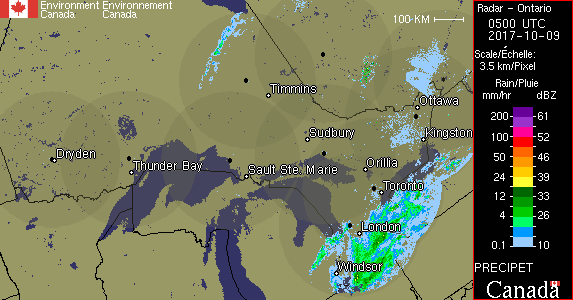 Environment Environnement
Canada Canada
100 KM
Timmins
Ottawa
Sudbury
Kingston
Dryden
Thunder Bay
Sault Ste. Marie
Orillia
Toronto
London
Windsor
Radar - Ontario
0500 UTC
2017-10-09
Scale/Échelle:
3.5 km/Pixel
Rain/Pluie
mm/hr dBZ
200 61
100 52
50 46
24 39
12 33
4 26
0.1 10
PRECIPET
Canada